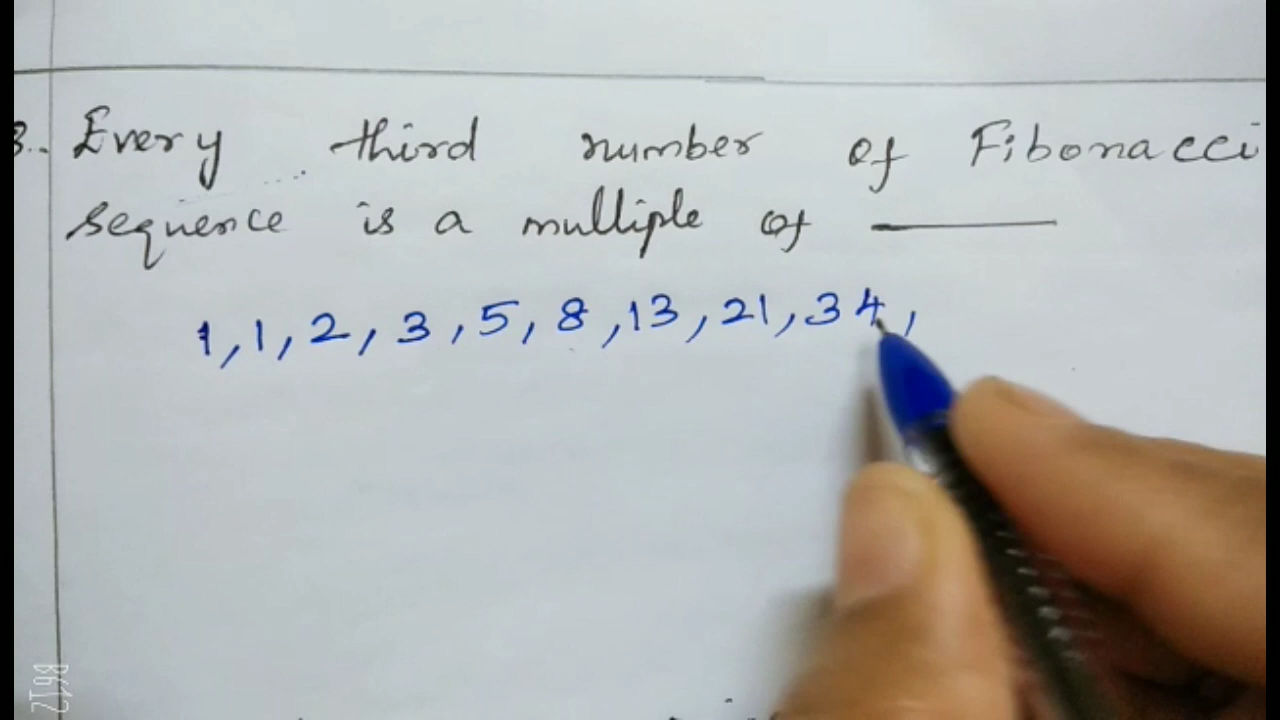 3. Every third number of Fibonacci
sequence is a multiple of ———
1, 1, 2, 3, 5, 8, 13, 21, 34,